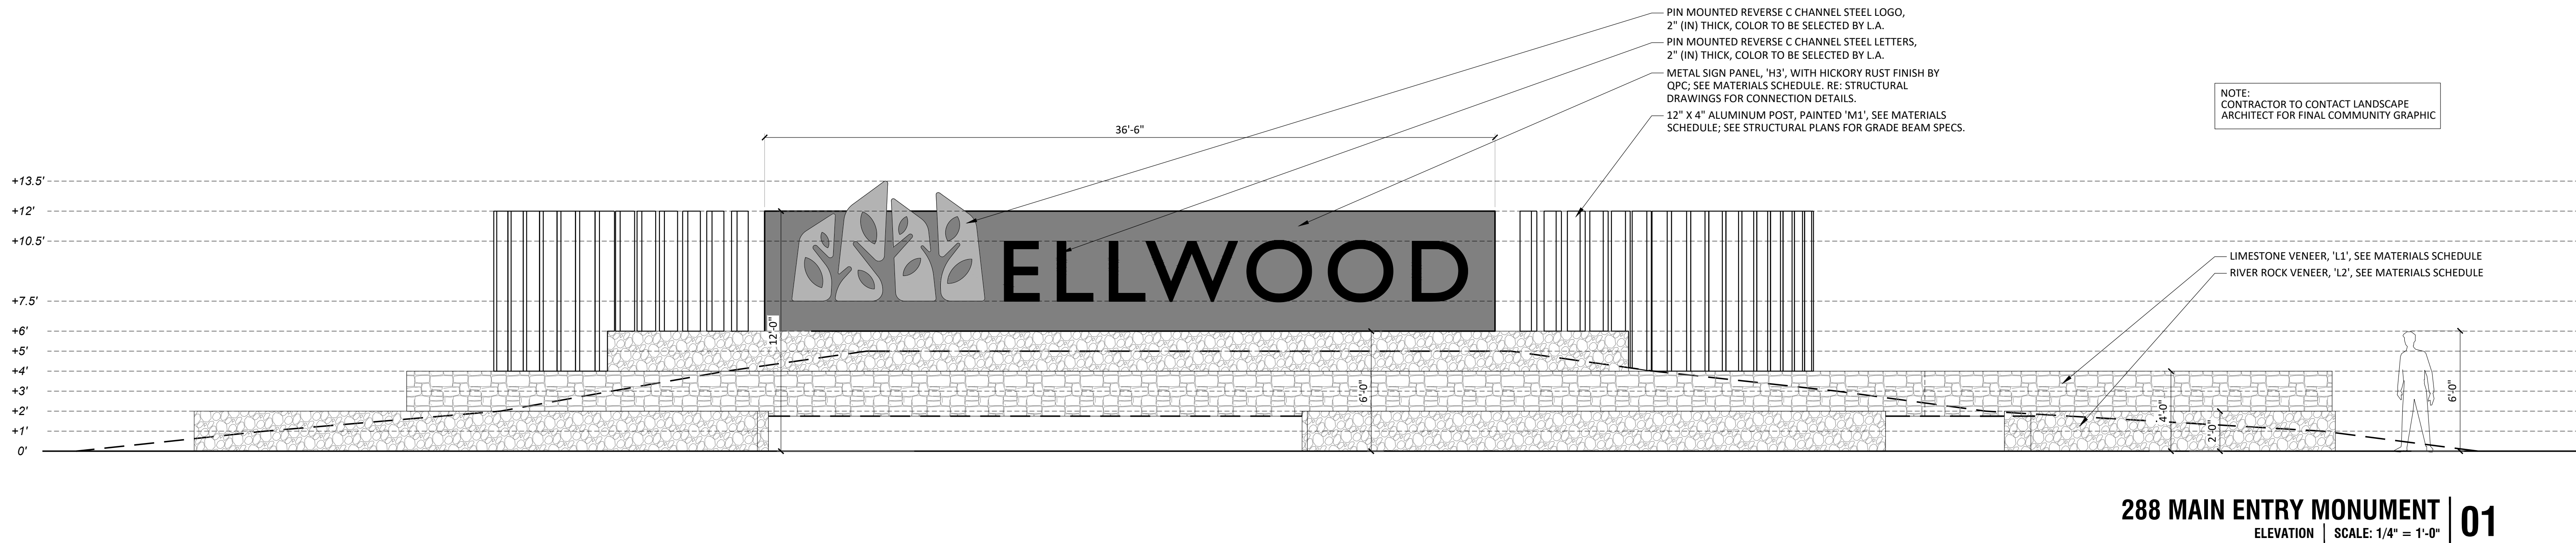 PIN MOUNTED REVERSE C CHANNEL STEEL LOGO,
2" (IN) THICK, COLOR TO BE SELECTED BY L.A.
PIN MOUNTED REVERSE C CHANNEL STEEL LETTERS,
2" (IN) THICK, COLOR TO BE SELECTED BY L.A.
METAL SIGN PANEL, 'H3', WITH HICKORY RUST FINISH BY
QPC; SEE MATERIALS SCHEDULE. RE: STRUCTURAL
DRAWINGS FOR CONNECTION DETAILS.
12" X 4" ALUMINUM POST, PAINTED 'M1', SEE MATERIALS
SCHEDULE; SEE STRUCTURAL PLANS FOR GRADE BEAM SPECS.
NOTE:
CONTRACTOR TO CONTACT LANDSCAPE
ARCHITECT FOR FINAL COMMUNITY GRAPHIC
36'-6"
+13.5'
+12'
+10.5'
+7.5'
+6'
+5'
+4'
+3'
+2'
+1'
0'
ELLWOOD
LIMESTONE VENEER, 'L1', SEE MATERIALS SCHEDULE
RIVER ROCK VENEER, 'L2', SEE MATERIALS SCHEDULE
12'-0"
6'-0"
4'-0"
2'-0"
6'-0"
288 MAIN ENTRY MONUMENT
ELEVATION SCALE: 1/4" = 1'-0"
01